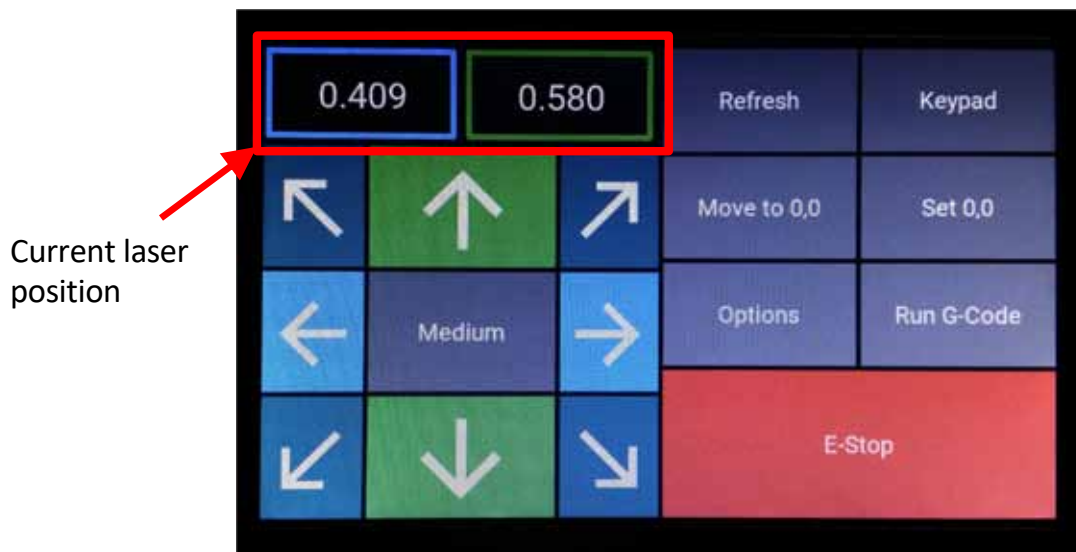 0.409 0.580 Refresh Keypad
Current laser
position
Move to 0,0 Set 0,0
Medium Options Run G-Code
E-Stop